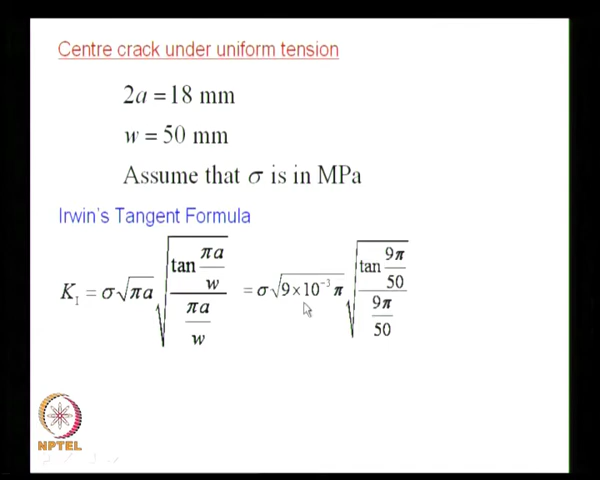 Centre crack under uniform tension
2a = 18 mm
w = 50 mm
Assume that σ is in MPa
Irwin's Tangent Formula
K_I = σ√(πa) √((tan(πa/w))/(πa/w)) = σ√(9×10⁻³ π) √((tan(9π/50))/(9π/50))
NPTEL